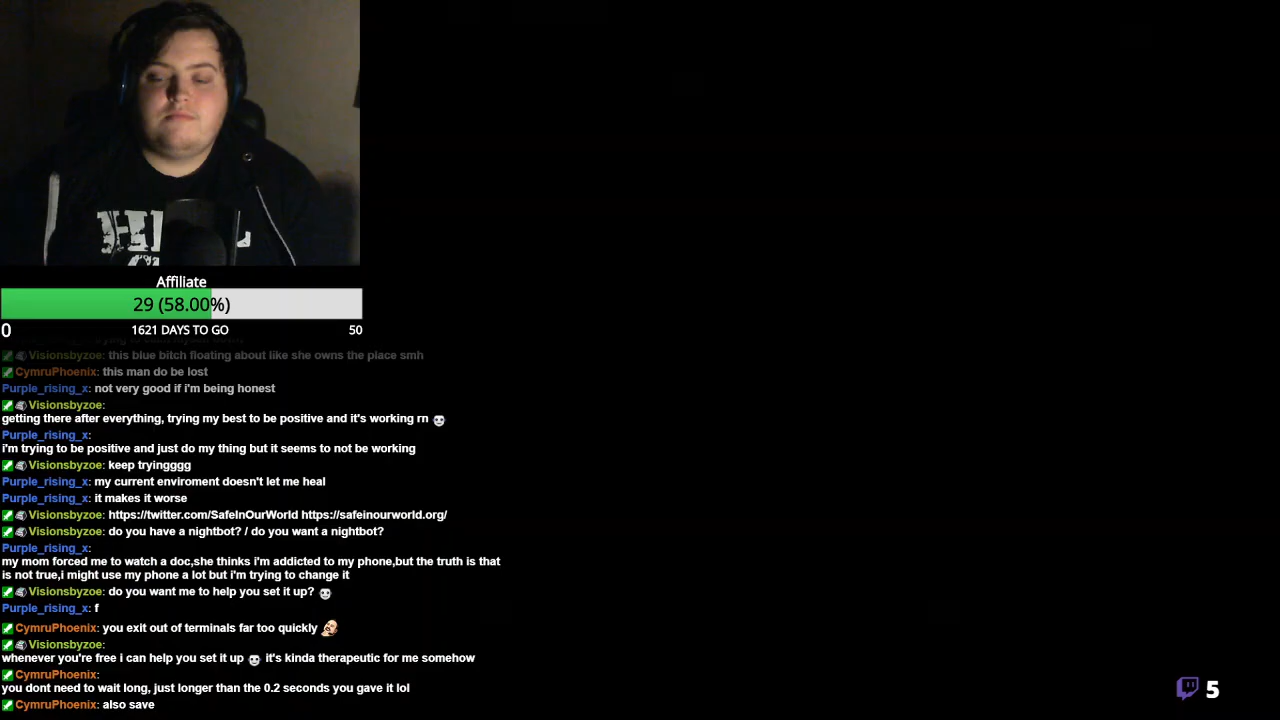 Affiliate
29 (58.00%)
0 1621 DAYS TO GO 50
Visionsbyzoe: this blue bitch floating about like she owns the place smh
CymruPhoenix: this man do be lost
Purple_rising_x: not very good if i'm being honest
Visionsbyzoe:
getting there after everything, trying my best to be positive and it's working rn
Purple_rising_x:
i'm trying to be positive and just do my thing but it seems to not be working
Visionsbyzoe: keep tryingggg
Purple_rising_x: my current enviroment doesn't let me heal
Purple_rising_x: it makes it worse
Visionsbyzoe: https://twitter.com/SafeInOurWorld https://safeinourworld.org/
Visionsbyzoe: do you have a nightbot? / do you want a nightbot?
Purple_rising_x:
my mom forced me to watch a doc,she thinks i'm addicted to my phone,but the truth is that
is not true,i might use my phone a lot but i'm trying to change it
Visionsbyzoe: do you want me to help you set it up?
Purple_rising_x: f
CymruPhoenix: you exit out of terminals far too quickly
Visionsbyzoe:
whenever you're free i can help you set it up it's kinda therapeutic for me somehow
CymruPhoenix:
you dont need to wait long, just longer than the 0.2 seconds you gave it lol
CymruPhoenix: also save
5